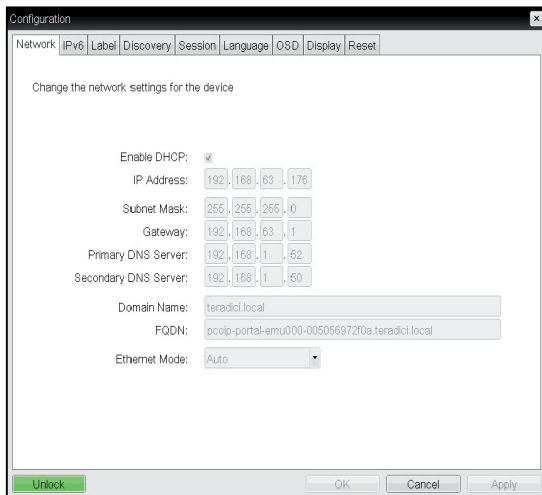 Configuration
Network IPv6 Label Discovery Session Language OSD Display Reset
Change the network settings for the device
Enable DHCP:
IP Address: 192 . 168 . 63 . 176
Subnet Mask: 255 . 255 . 255 . 0
Gateway: 192 . 168 . 63 . 1
Primary DNS Server: 192 . 168 . 1 . 52
Secondary DNS Server: 192 . 168 . 1 . 50
Domain Name: teradici.local
FQDN: pcoip-portal-emu000-005056972f0a.teradici.local
Ethernet Mode: Auto
Unlock OK Cancel Apply